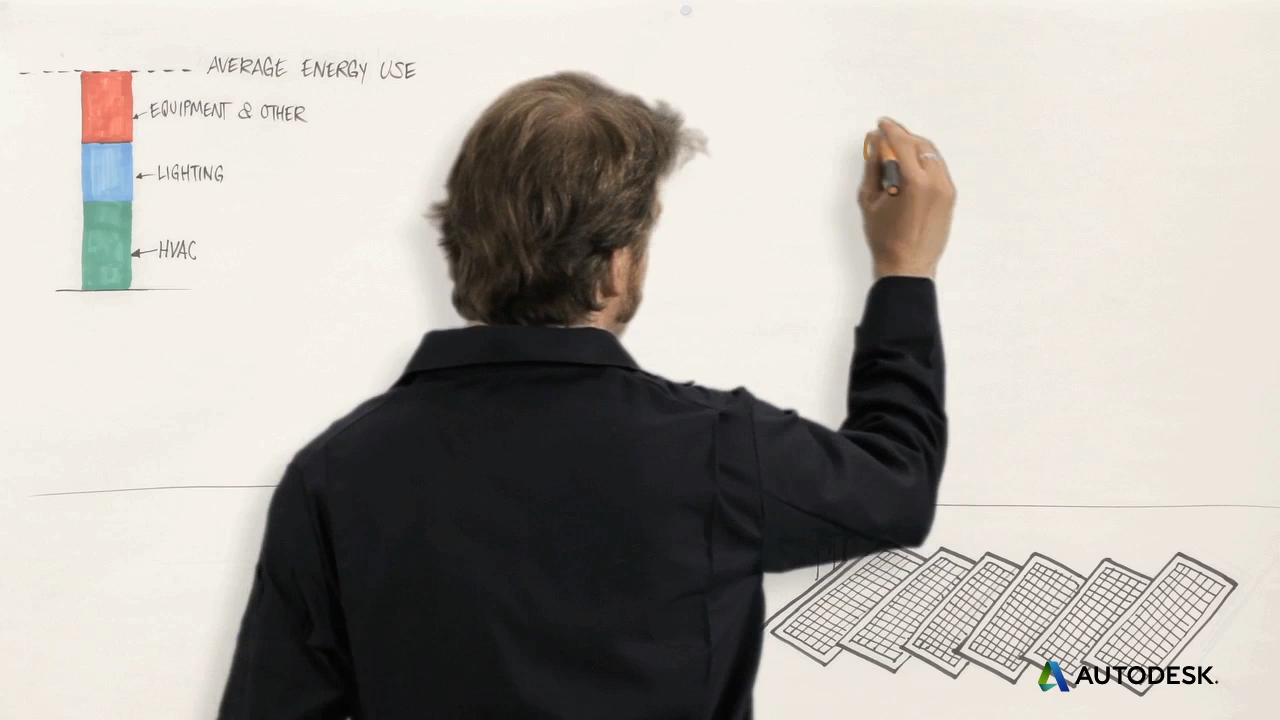 AVERAGE ENERGY USE
EQUIPMENT & OTHER
LIGHTING
HVAC
AUTODESK.